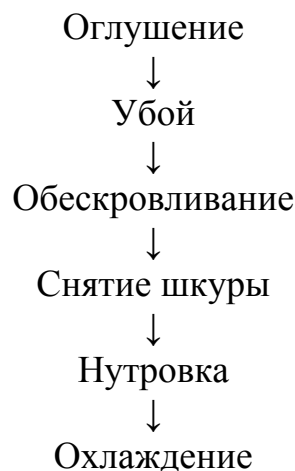 Оглушение
↓
Убой
↓
Обескровливание
↓
Снятие шкуры
↓
Нутровка
↓
Охлаждение